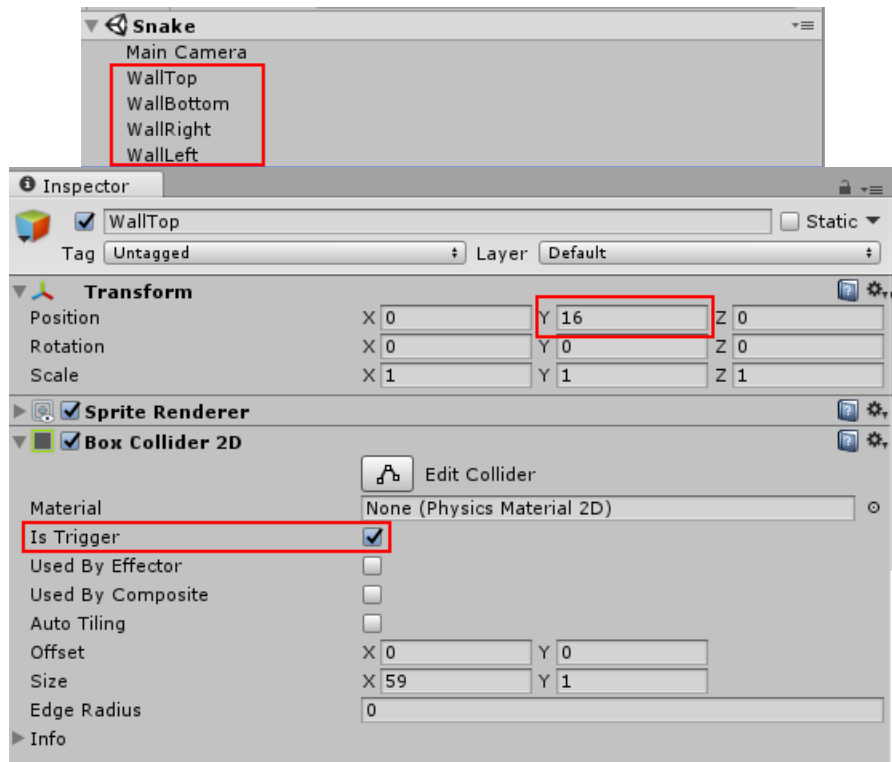 Snake
Main Camera
WallTop
WallBottom
WallRight
WallLeft
Inspector
WallTop Static
Tag Untagged Layer Default
Transform
Position X 0 Y 16 Z 0
Rotation X 0 Y 0 Z 0
Scale X 1 Y 1 Z 1
Sprite Renderer
Box Collider 2D
Edit Collider
Material None (Physics Material 2D)
Is Trigger
Used By Effector
Used By Composite
Auto Tiling
Offset X 0 Y 0
Size X 59 Y 1
Edge Radius 0
Info